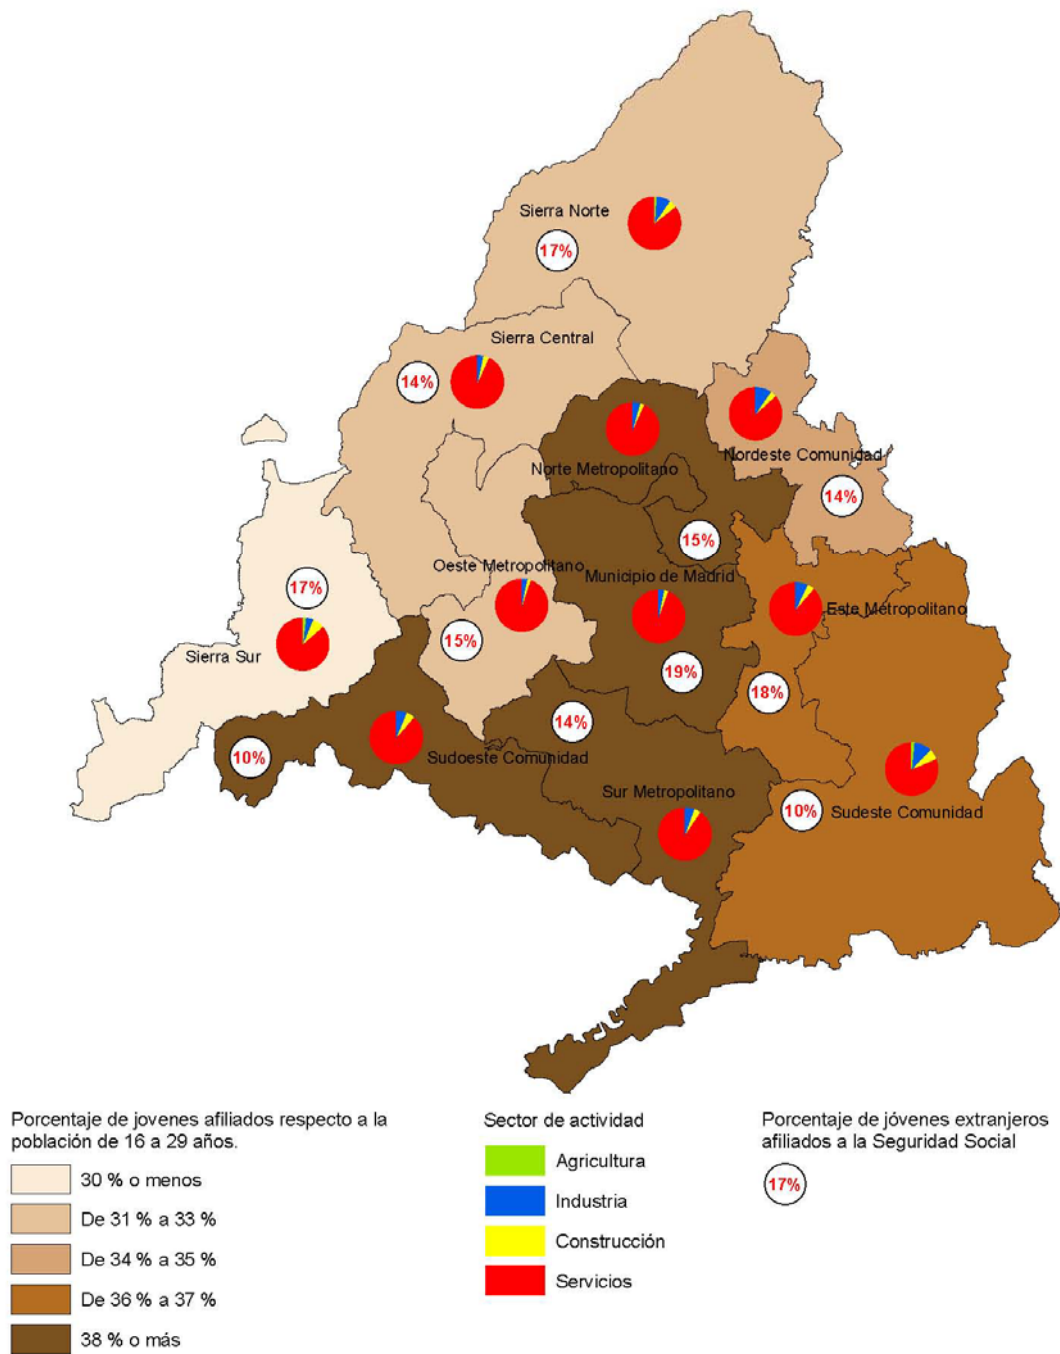 Sierra Norte
17%
Sierra Central
14%
Nordeste Comunidad
14%
Norte Metropolitano
15%
Oeste Metropolitano
15%
Municipio de Madrid
19%
Este Metropolitano
18%
17%
Sierra Sur
10%
Sudoeste Comunidad
14%
Sur Metropolitano
10%
Sudeste Comunidad
Porcentaje de jovenes afiliados respecto a la
población de 16 a 29 años.
30 % o menos
De 31 % a 33 %
De 34 % a 35 %
De 36 % a 37 %
38 % o más
Sector de actividad
Agricultura
Industria
Construcción
Servicios
Porcentaje de jóvenes extranjeros
afiliados a la Seguridad Social
17%